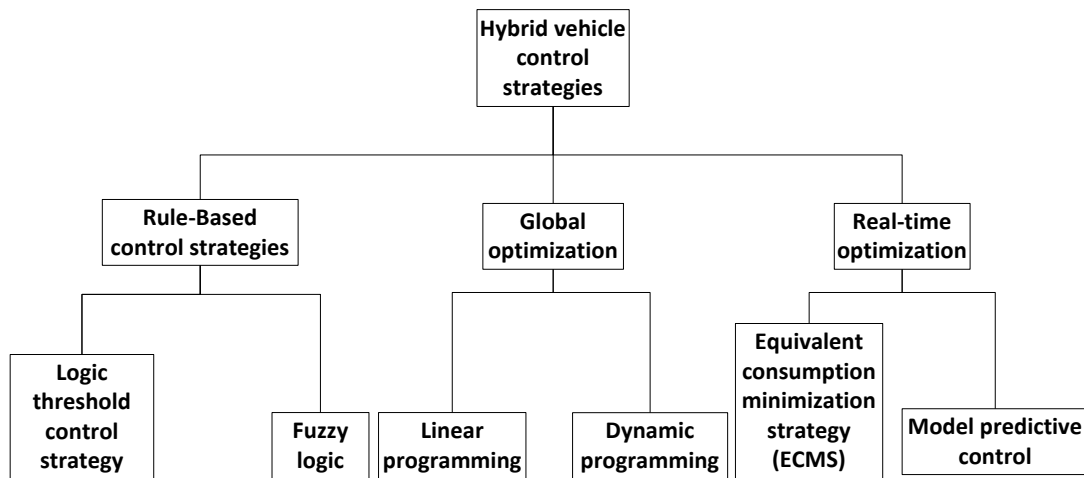 Hybrid vehicle
control
strategies
Rule-Based
control strategies
Global
optimization
Real-time
optimization
Logic
threshold
control
strategy
Fuzzy
logic
Linear
programming
Dynamic
programming
Equivalent
consumption
minimization
strategy
(ECMS)
Model predictive
control